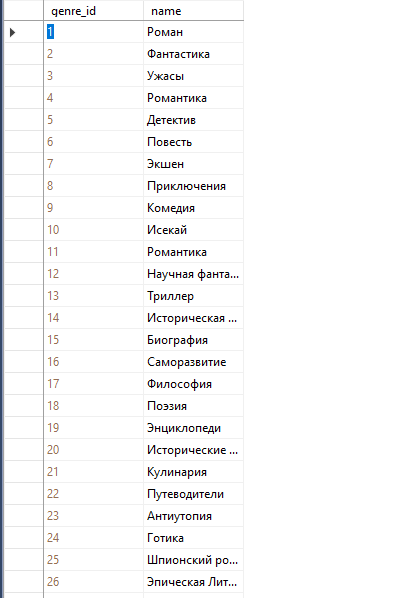 genre_id name
1 Роман
2 Фантастика
3 Ужасы
4 Романтика
5 Детектив
6 Повесть
7 Экшен
8 Приключения
9 Комедия
10 Исекай
11 Романтика
12 Научная фанта...
13 Триллер
14 Историческая ...
15 Биография
16 Саморазвитие
17 Философия
18 Поэзия
19 Энциклопеди
20 Исторические ...
21 Кулинария
22 Путеводители
23 Антиутопия
24 Готика
25 Шпионский ро...
26 Эпическая Лит...